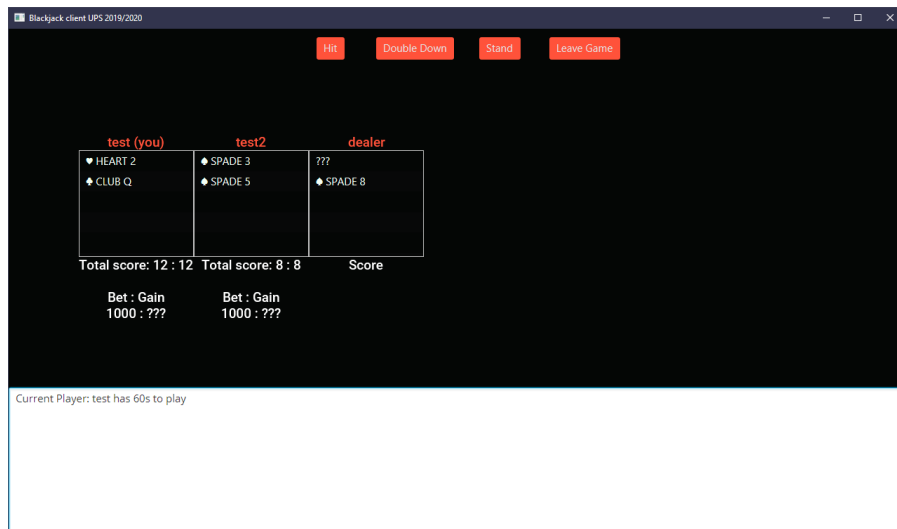 Blackjack client UPS 2019/2020
Hit Double Down Stand Leave Game
test (you) test2 dealer
♥ HEART 2 ♠ SPADE 3 ???
♣ CLUB Q ♠ SPADE 5 ♠ SPADE 8
Total score: 12 : 12 Total score: 8 : 8 Score
Bet : Gain Bet : Gain
1000 : ??? 1000 : ???
Current Player: test has 60s to play